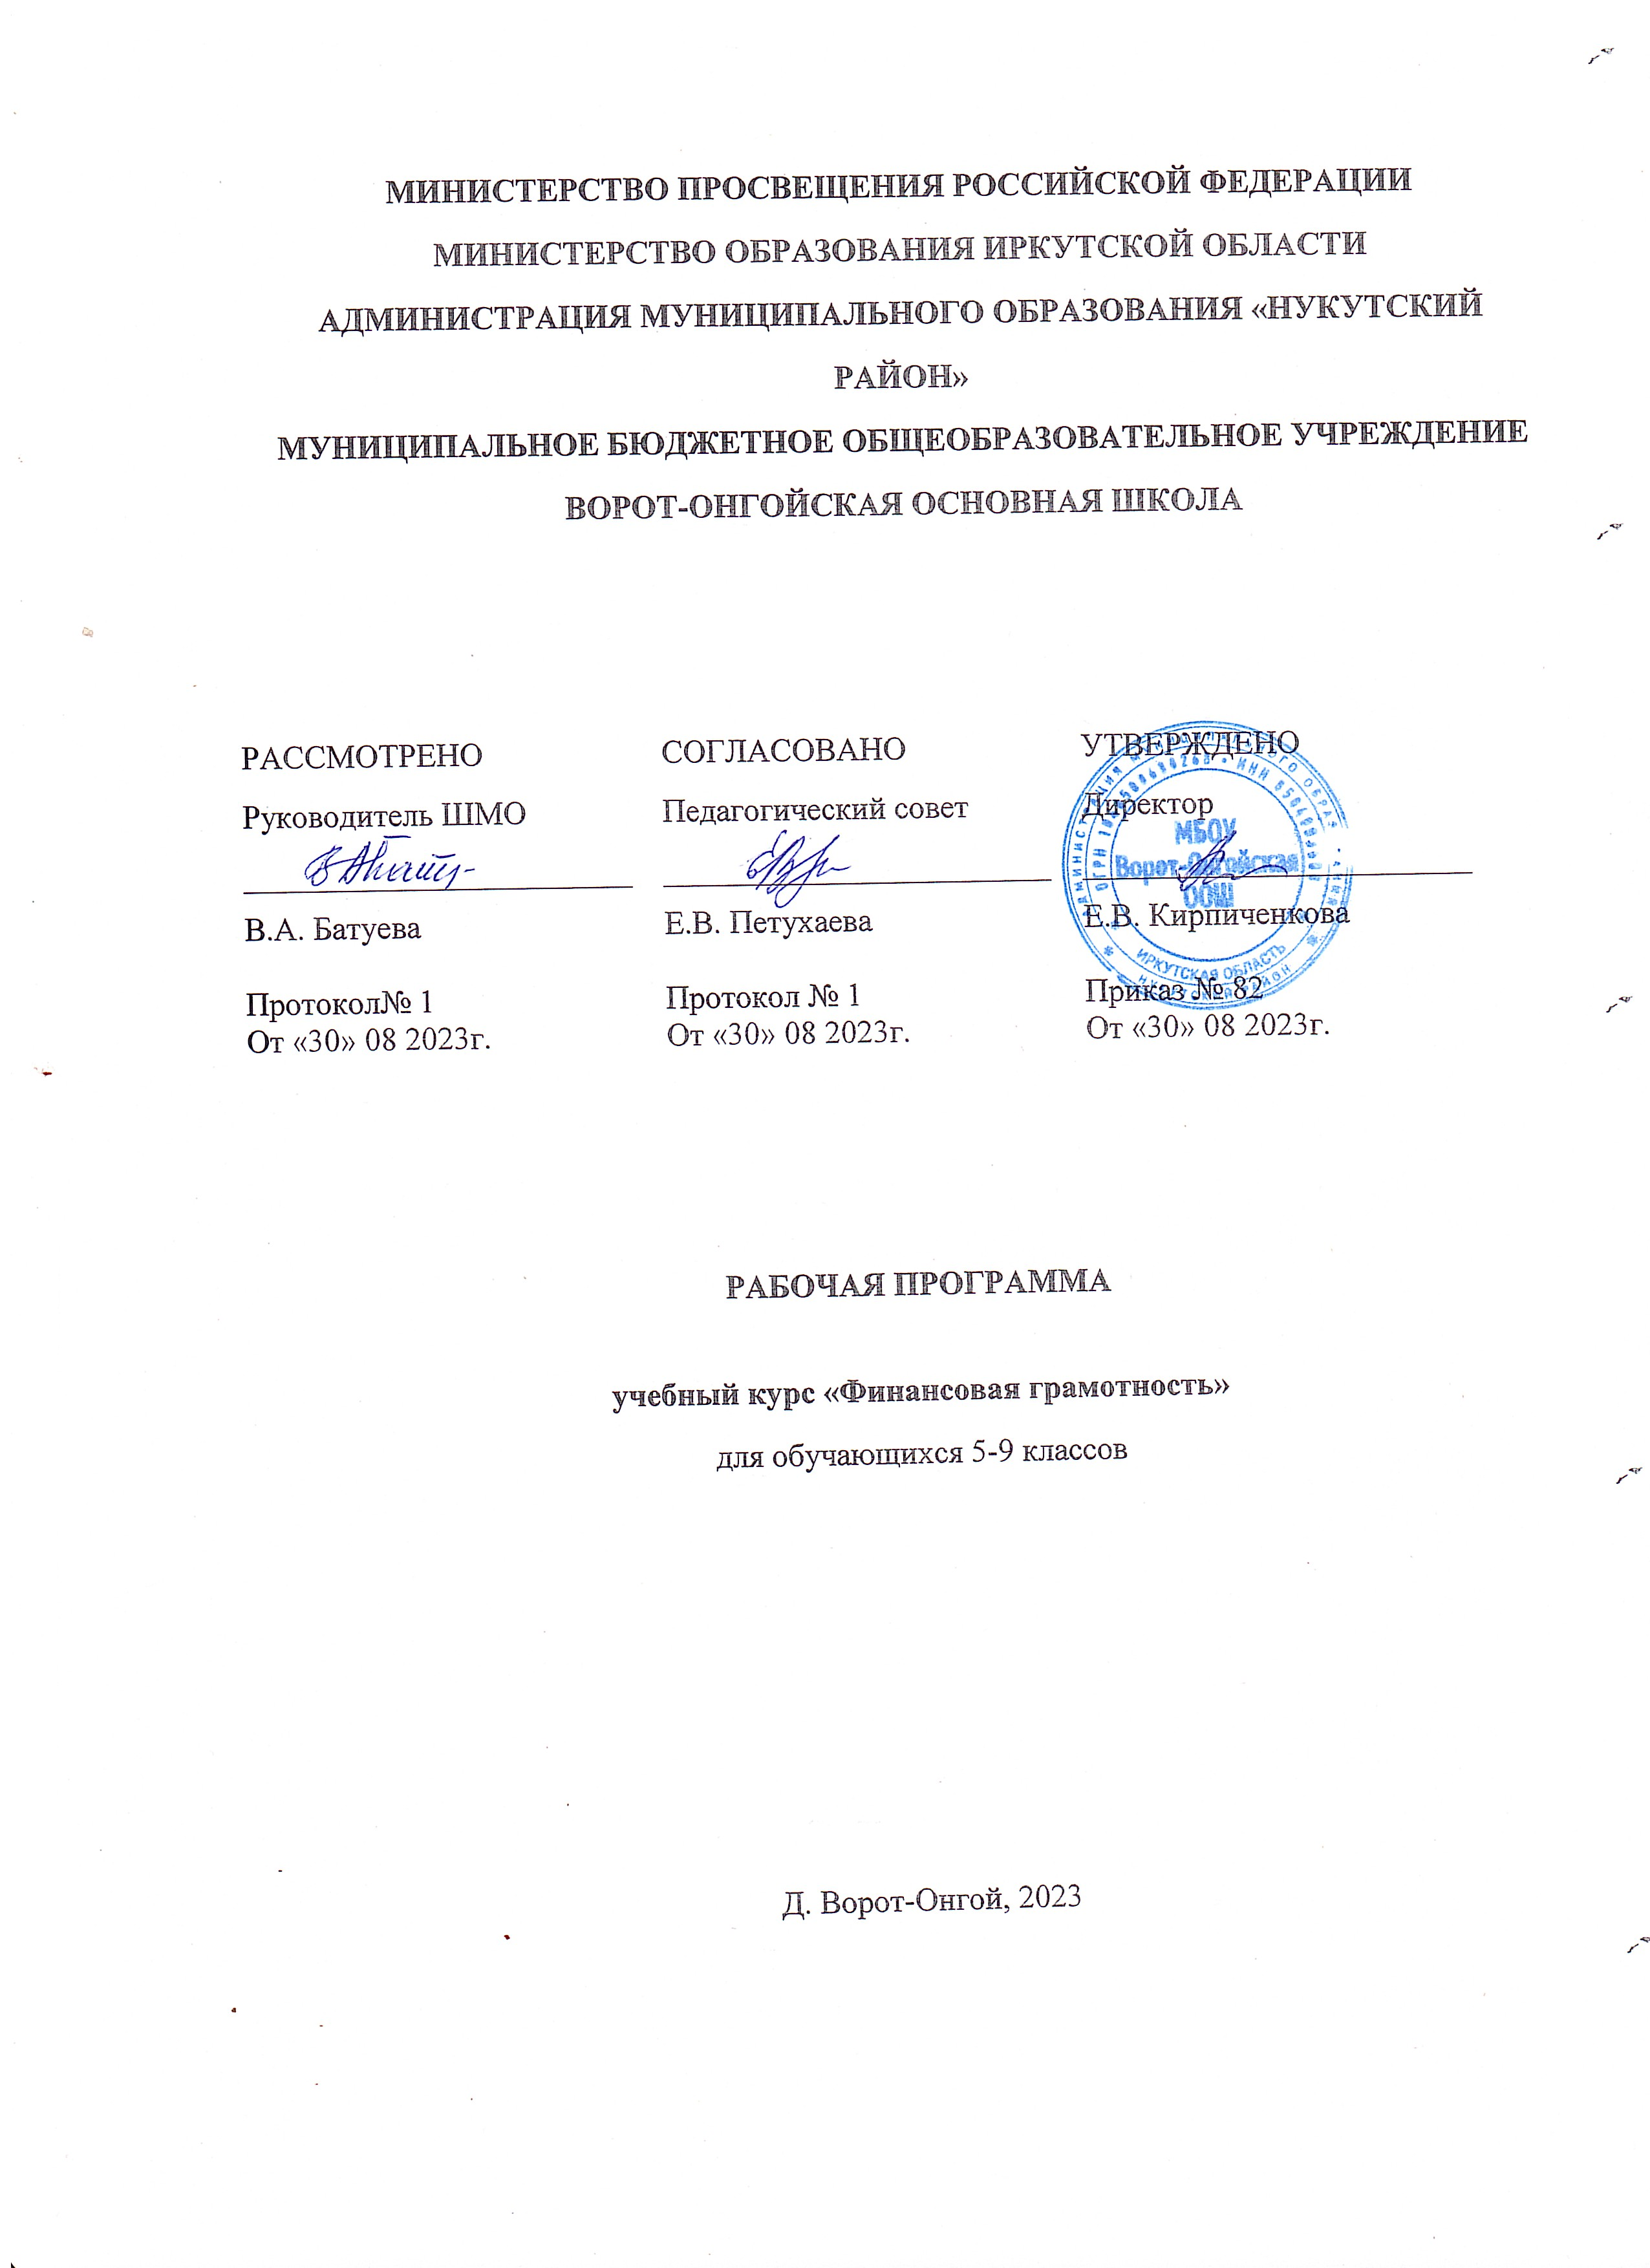 МИНИСТЕРСТВО ПРОСВЕЩЕНИЯ РОССИЙСКОЙ ФЕДЕРАЦИИ
МИНИСТЕРСТВО ОБРАЗОВАНИЯ ИРКУТСКОЙ ОБЛАСТИ
АДМИНИСТРАЦИЯ МУНИЦИПАЛЬНОГО ОБРАЗОВАНИЯ «НУКУТСКИЙ
РАЙОН»
МУНИЦИПАЛЬНОЕ БЮДЖЕТНОЕ ОБЩЕОБРАЗОВАТЕЛЬНОЕ УЧРЕЖДЕНИЕ
ВОРОТ-ОНГОЙСКАЯ ОСНОВНАЯ ШКОЛА
РАССМОТРЕНО
Руководитель ШМО
В.А. Батуева
Протокол№ 1
От «30» 08 2023г.
СОГЛАСОВАНО
Педагогический совет
Е.В. Петухаева
Протокол № 1
От «30» 08 2023г.
УТВЕРЖДЕНО
Директор
Е.В. Кирпиченкова
Приказ № 82
От «30» 08 2023г.
МБОУ
Ворот-Онгойская
ООШ
ИРКУТСКАЯ ОБЛАСТЬ
РАБОЧАЯ ПРОГРАММА
учебный курс «Финансовая грамотность»
для обучающихся 5-9 классов
Д. Ворот-Онгой, 2023